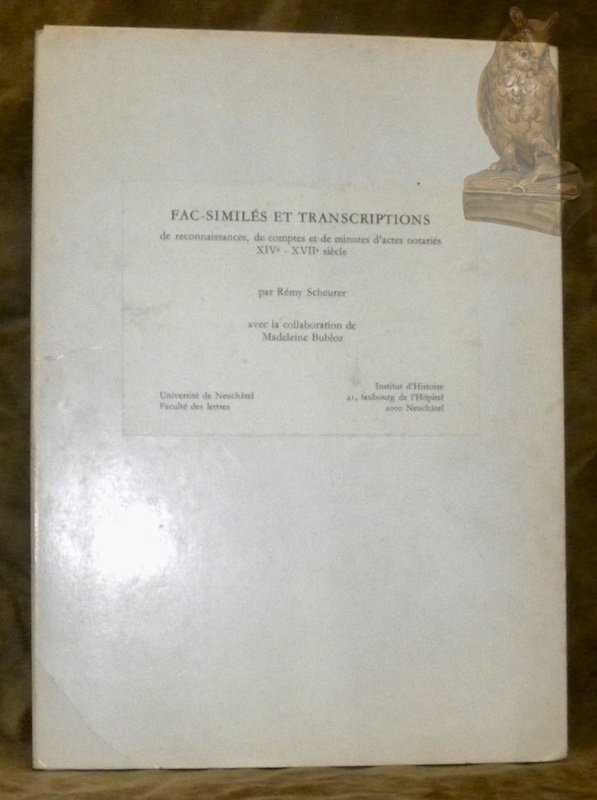 FAC-SIMILÉS ET TRANSCRIPTIONS
de reconnaissances, de comptes et de minutes d'actes notariés
XIVe - XVIIe siècle
par Rémy Scheurer
avec la collaboration de
Madeleine Bubloz
Université de Neuchâtel
Faculté des lettres
Institut d'Histoire
41, faubourg de l'Hôpital
2000 Neuchâtel